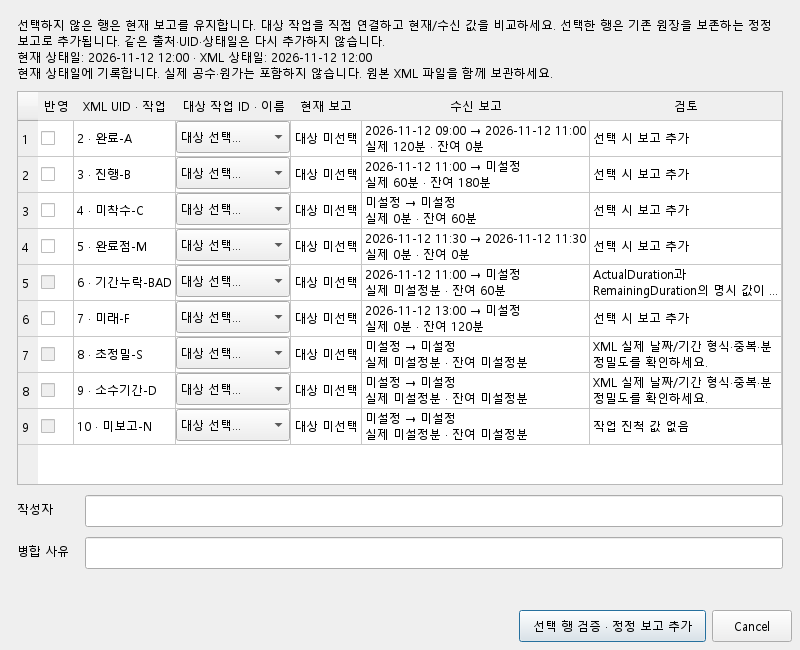 선택하지 않은 행은 현재 보고를 유지합니다. 대상 작업을 직접 연결하고 현재/수신 값을 비교하세요. 선택한 행은 기존 원장을 보존하는 정정
보고로 추가됩니다. 같은 출처·UID·상태일은 다시 추가하지 않습니다.
현재 상태일: 2026-11-12 12:00 · XML 상태일: 2026-11-12 12:00
현재 상태일에 기록합니다. 실제 공수·원가는 포함하지 않습니다. 원본 XML 파일을 함께 보관하세요.
반영 XML UID · 작업 대상 작업 ID · 이름 현재 보고 수신 보고 검토
1 2 · 완료-A 대상 선택... 대상 미선택 2026-11-12 09:00 → 2026-11-12 11:00 선택 시 보고 추가
실제 120분 · 잔여 0분
2 3 · 진행-B 대상 선택... 대상 미선택 2026-11-12 11:00 → 미설정 선택 시 보고 추가
실제 60분 · 잔여 180분
3 4 · 미착수-C 대상 선택... 대상 미선택 미설정 → 미설정 선택 시 보고 추가
실제 0분 · 잔여 60분
4 5 · 완료점-M 대상 선택... 대상 미선택 2026-11-12 11:30 → 2026-11-12 11:30 선택 시 보고 추가
실제 0분 · 잔여 0분
5 6 · 기간누락-BAD 대상 선택... 대상 미선택 2026-11-12 11:00 → 미설정 ActualDuration과
실제 미설정분 · 잔여 60분 RemainingDuration의 명시 값이 ...
6 7 · 미래-F 대상 선택... 대상 미선택 2026-11-12 13:00 → 미설정 선택 시 보고 추가
실제 0분 · 잔여 120분
7 8 · 초정밀-S 대상 선택... 대상 미선택 미설정 → 미설정 XML 실제 날짜/기간 형식·중복·분
실제 미설정분 · 잔여 미설정분 정밀도를 확인하세요.
8 9 · 소수기간-D 대상 선택... 대상 미선택 미설정 → 미설정 XML 실제 날짜/기간 형식·중복·분
실제 미설정분 · 잔여 미설정분 정밀도를 확인하세요.
9 10 · 미보고-N 대상 선택... 대상 미선택 미설정 → 미설정 작업 진척 값 없음
실제 미설정분 · 잔여 미설정분
작성자
병합 사유
선택 행 검증 · 정정 보고 추가 Cancel